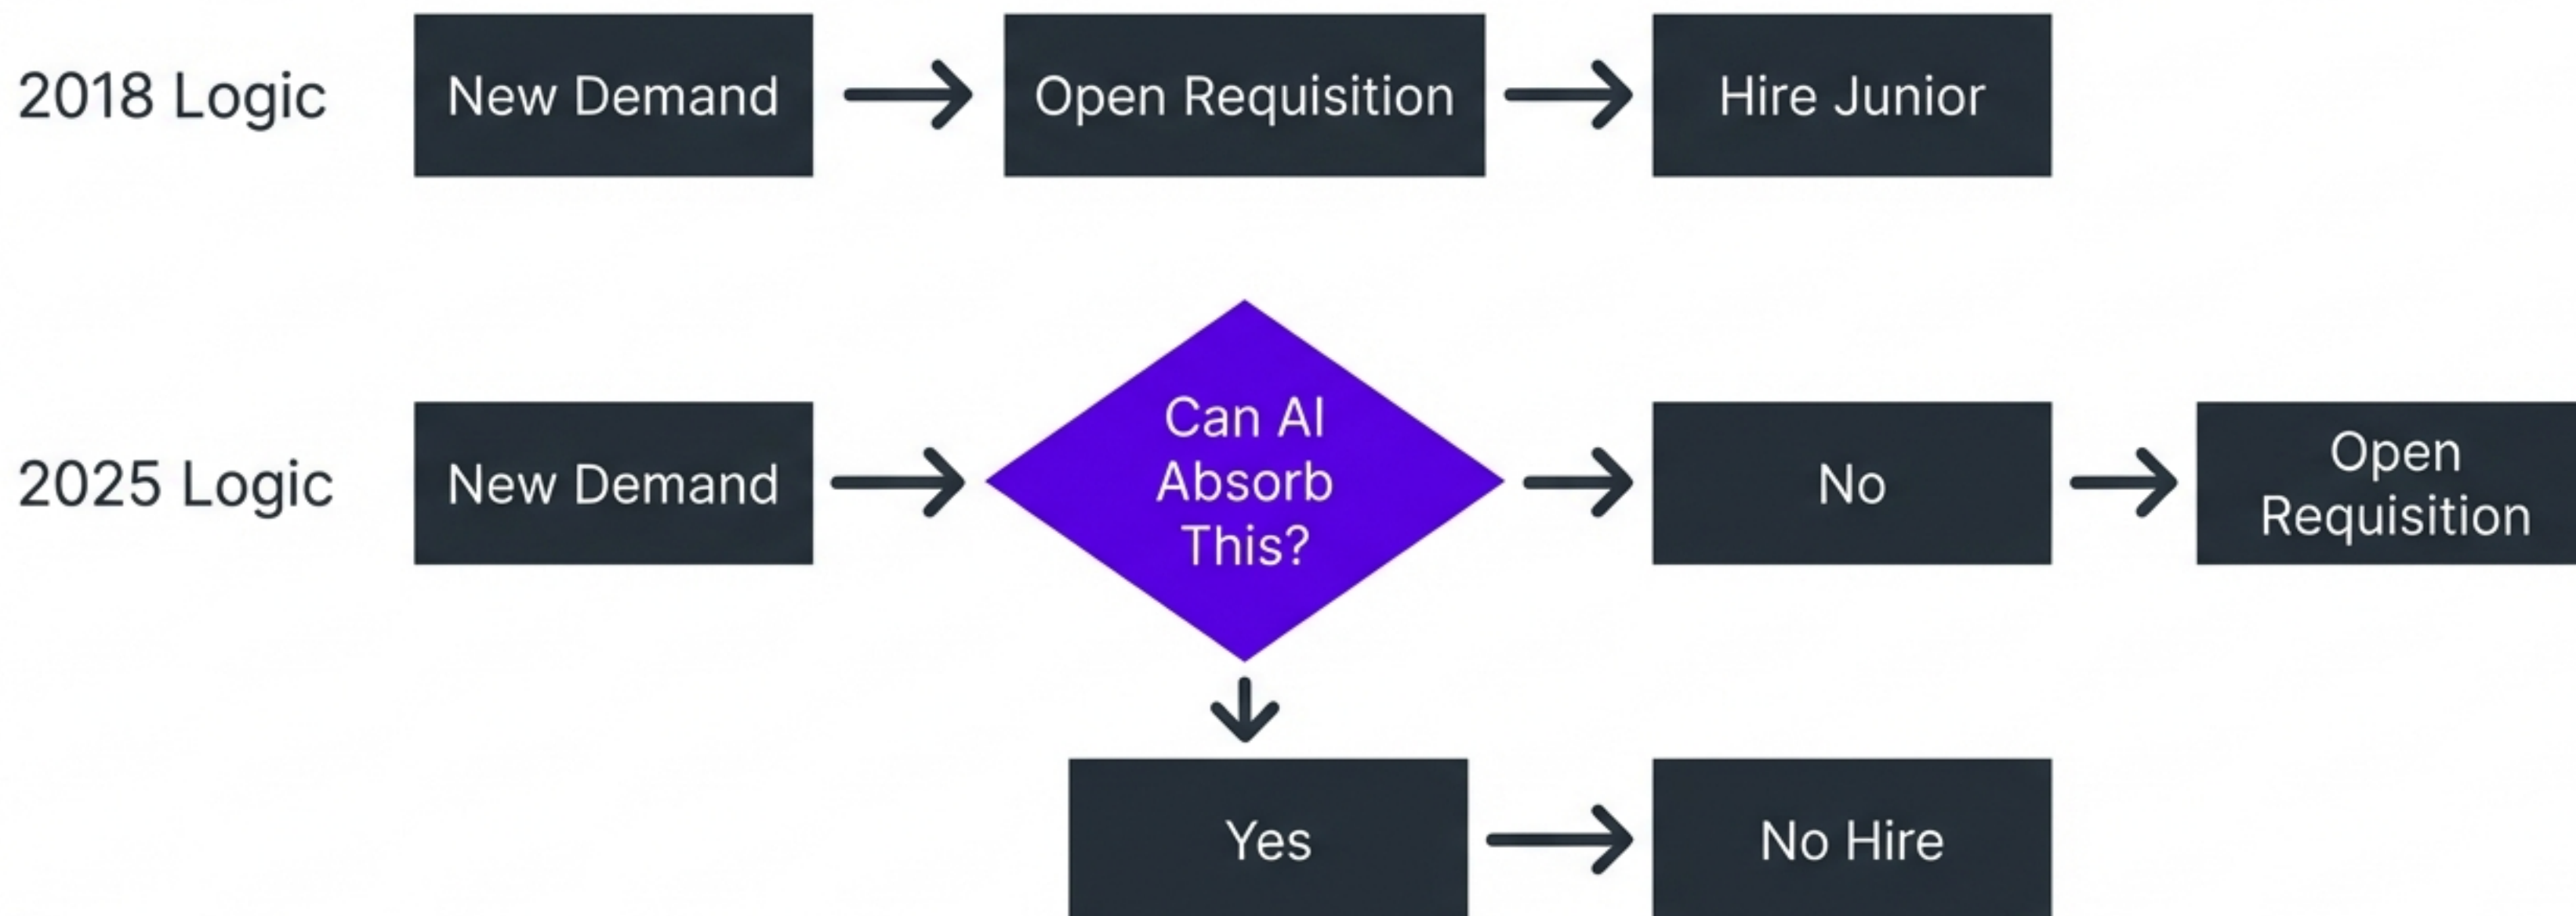 2018 Logic
New Demand
Open Requisition
Hire Junior
2025 Logic
New Demand
Can AI
Absorb
This?
No
Open
Requisition
Yes
No Hire